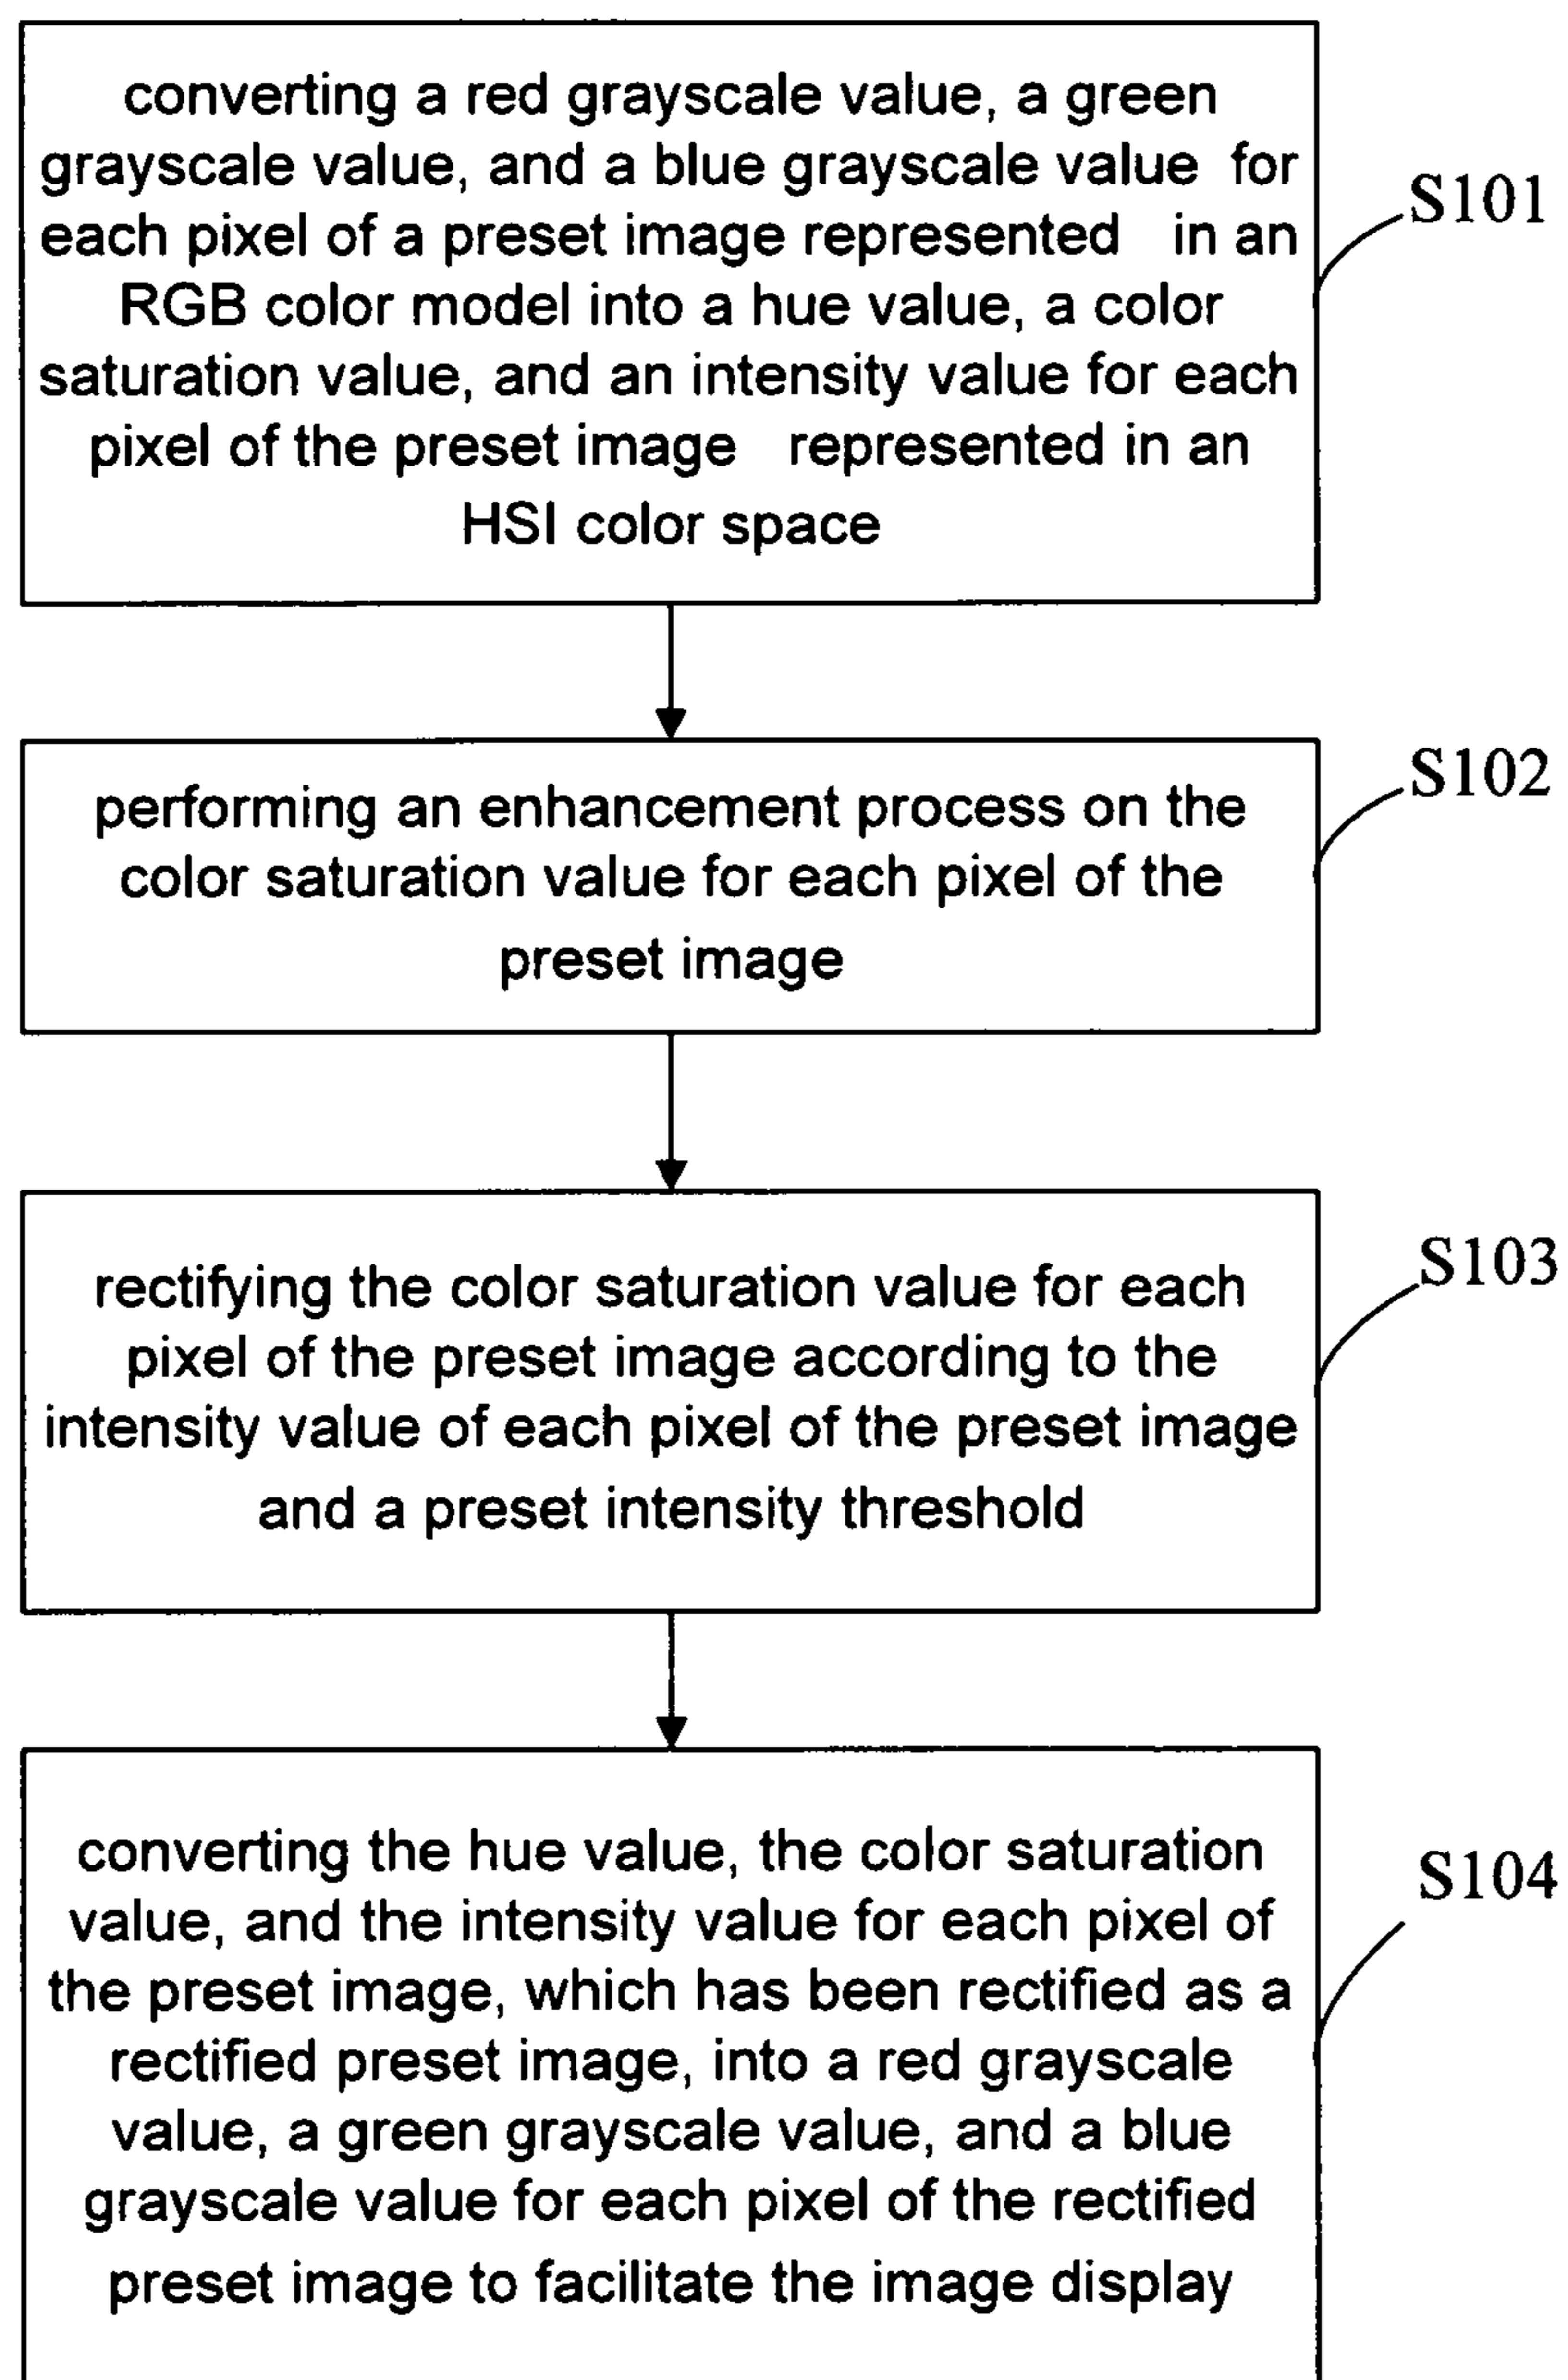 converting a red grayscale value, a green
grayscale value, and a blue grayscale value for
each pixel of a preset image represented in an
RGB color model into a hue value, a color
saturation value, and an intensity value for each
pixel of the preset image represented in an
HSI color space
S101
performing an enhancement process on the
color saturation value for each pixel of the
preset image
S102
rectifying the color saturation value for each
pixel of the preset image according to the
intensity value of each pixel of the preset image
and a preset intensity threshold
S103
converting the hue value, the color saturation
value, and the intensity value for each pixel of
the preset image, which has been rectified as a
rectified preset image, into a red grayscale
value, a green grayscale value, and a blue
grayscale value for each pixel of the rectified
preset image to facilitate the image display
S104